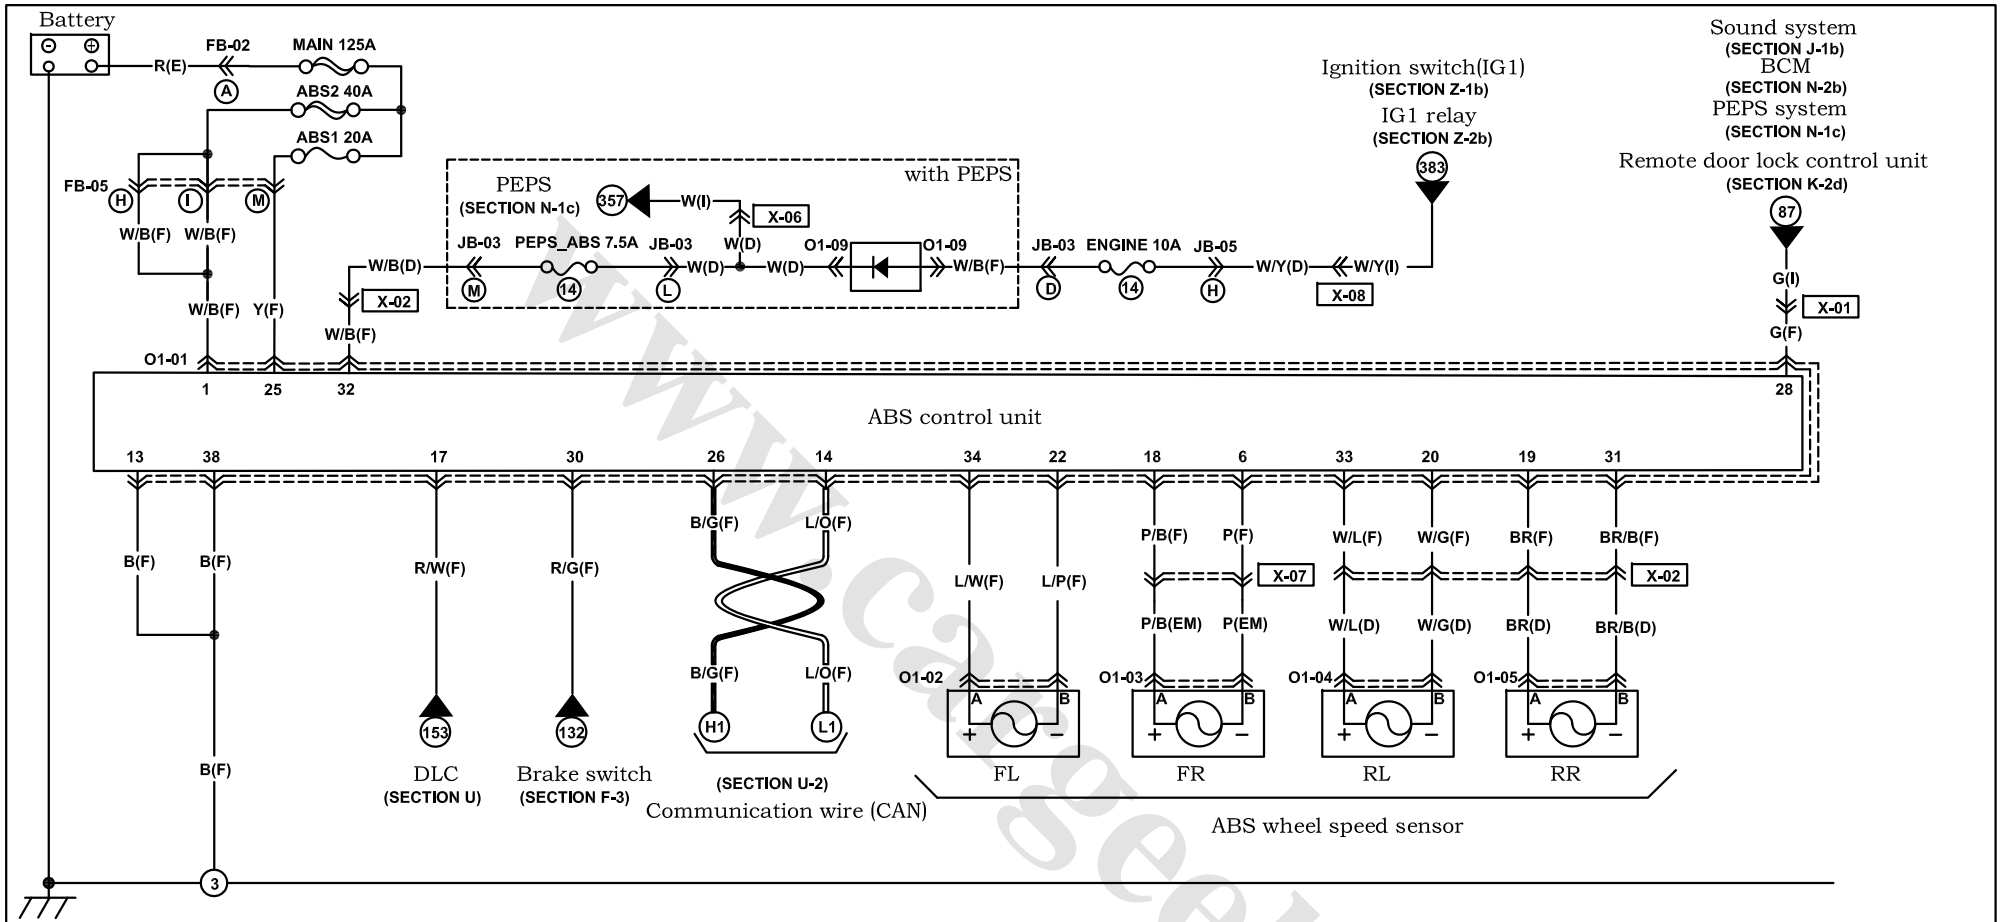 Battery
FB-02
MAIN 125A
R(E)
A
ABS2 40A
ABS1 20A
FB-05
H
I
M
W/B(F)
W/B(F)
W/B(F)
Y(F)
Sound system
(SECTION J-1b)
BCM
(SECTION N-2b)
PEPS system
(SECTION N-1c)
Remote door lock control unit
(SECTION K-2d)
87
G(I)
X-01
G(F)
Ignition switch(IG1)
(SECTION Z-1b)
IG1 relay
(SECTION Z-2b)
383
with PEPS
PEPS
(SECTION N-1c)
357
W(I)
X-06
W(D)
JB-03
PEPS_ABS 7.5A
JB-03
O1-09
O1-09
JB-03
ENGINE 10A
JB-05
W/B(D)
W(D)
W(D)
W/B(F)
W/Y(D)
W/Y(I)
M
14
L
D
14
H
X-08
X-02
W/B(F)
O1-01
1
25
32
28
ABS control unit
13
38
17
30
26
14
34
22
18
6
33
20
19
31
B/G(F)
L/O(F)
P/B(F)
P(F)
W/L(F)
W/G(F)
BR(F)
BR/B(F)
B(F)
B(F)
R/W(F)
R/G(F)
L/W(F)
L/P(F)
X-07
X-02
P/B(EM)
P(EM)
W/L(D)
W/G(D)
BR(D)
BR/B(D)
B/G(F)
L/O(F)
O1-02
O1-03
O1-04
O1-05
A
B
A
B
A
B
A
B
153
132
H1
L1
+
−
+
−
+
−
+
−
B(F)
DLC
(SECTION U)
Brake switch
(SECTION F-3)
(SECTION U-2)
Communication wire (CAN)
FL
FR
RL
RR
ABS wheel speed sensor
3
www.cargeek